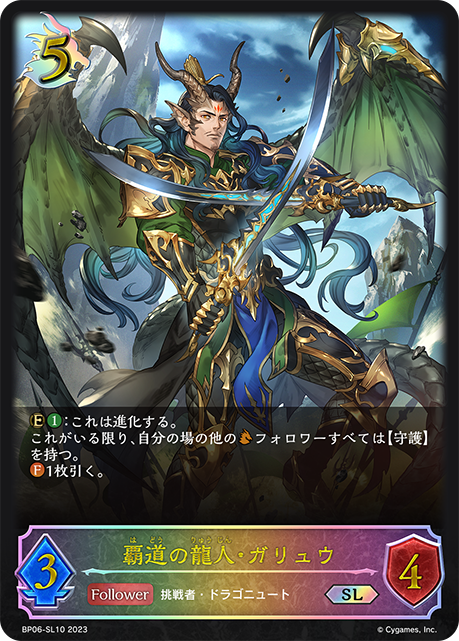 5
E 1:これは進化する。
これがいる限り、自分の場の他のフォロワーすべては【守護】
を持つ。
F 1枚引く。
はどう りゅうじん
覇道の龍人・ガリュウ
3
Follower 挑戦者・ドラゴニュート
SL
4
BP06-SL10 2023
© Cygames, Inc.